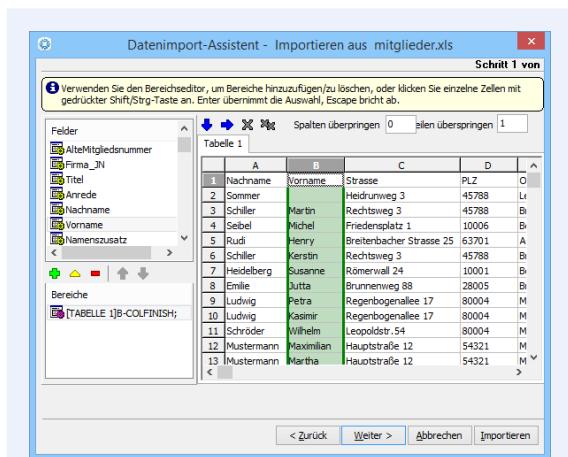 Datenimport-Assistent - Importieren aus mitglieder.xls
Schritt 1 von
Verwenden Sie den Bereichseditor, um Bereiche hinzuzufügen/zu löschen, oder klicken Sie einzelne Zellen mit
gedrückter Shift/Strg-Taste an. Enter übernimmt die Auswahl, Escape bricht ab.
Felder
AlteMitgliedsnummer
Firma_JN
Titel
Anrede
Nachname
Vorname
Namenszusatz
Bereiche
[TABELLE 1]B-COLFINISH;
Spalten überpringen 0 eilen überspringen 1
Tabelle 1
A B C D
1 Nachname Vorname Strasse PLZ O
2 Sommer Heidrunweg 3 45788 Le
3 Schiller Martin Rechtsweg 3 45788 B
4 Seibel Michel Friedensplatz 1 10006 B
5 Rudi Henry Breitenbacher Strasse 25 63701 A
6 Schiller Kerstin Rechtsweg 3 45788 B
7 Heidelberg Susanne Römerwall 24 10001 B
8 Emilie Jutta Brunnenweg 88 28005 B
9 Ludwig Petra Regenbogenallee 17 80004 M
10 Ludwig Kasimir Regenbogenallee 17 80004 M
11 Schröder Wilhelm Leopoldstr.54 80004 M
12 Mustermann Maximilian Hauptstraße 12 54321 M
13 Mustermann Martha Hauptstraße 12 54321 M
< Zurück Weiter > Abbrechen Importieren